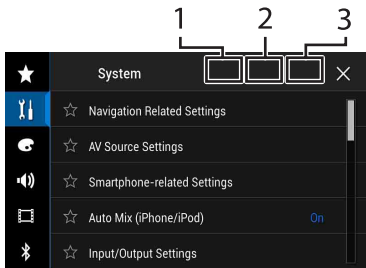 1 2 3
System
Navigation Related Settings
AV Source Settings
Smartphone-related Settings
Auto Mix (iPhone/iPod) On
Input/Output Settings